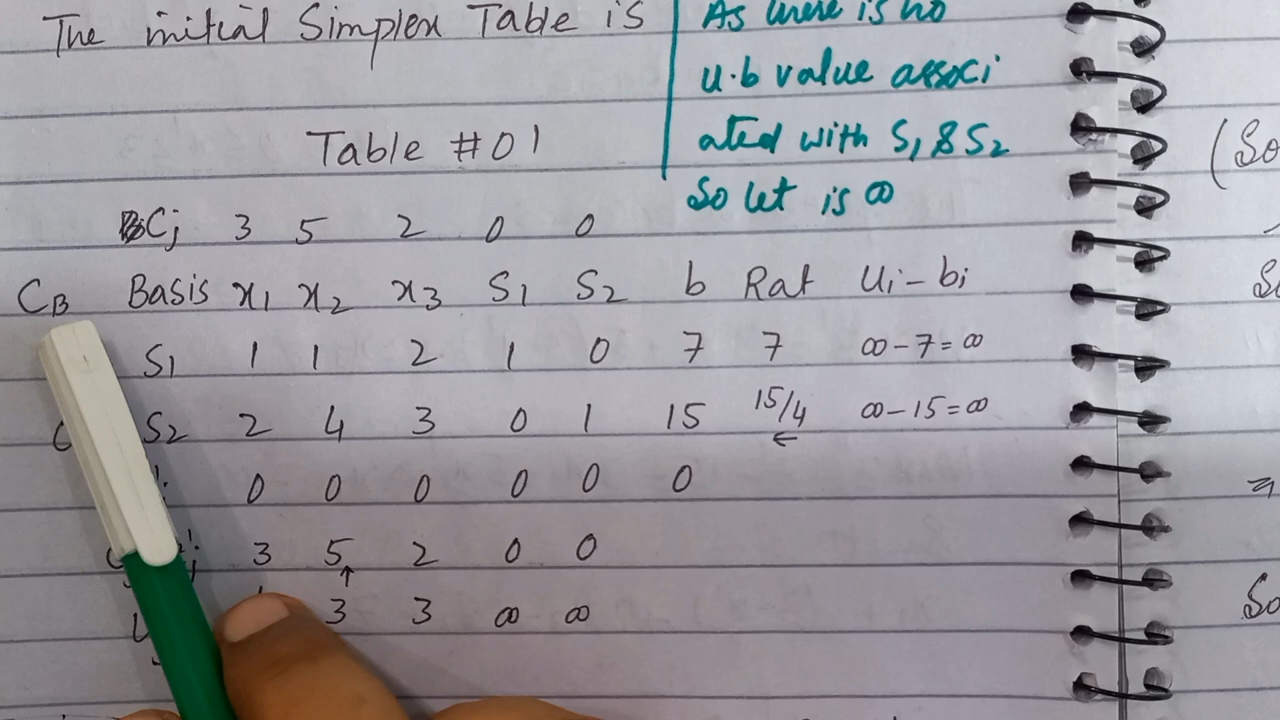 The initial Simplex Table is
As there is no
u.b value associ
ated with S₁ & S₂
So let is ∞
Table #01
Cj 3 5 2 0 0
CB Basis x₁ x₂ x₃ S₁ S₂ b Rat Ui-bi
S₁ 1 1 2 1 0 7 7 ∞-7=∞
S₂ 2 4 3 0 1 15 15/4 ∞-15=∞
←
0 0 0 0 0 0
3 5 2 0 0
↑
3 3 ∞ ∞
(So
So